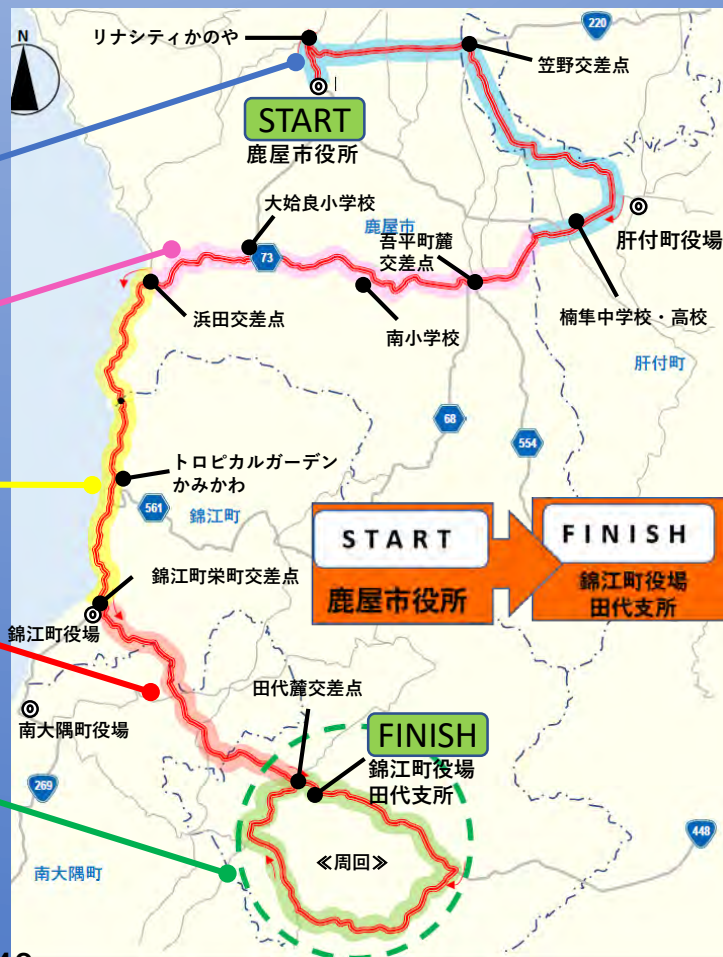 N
リナシティかのや
220
笠野交差点
START
鹿屋市役所
大姶良小学校
鹿屋市
吾平町麓
交差点
肝付町役場
73
浜田交差点
南小学校
楠隼中学校・高校
肝付町
68
554
トロピカルガーデン
かみかわ
561
錦江町
START
鹿屋市役所
FINISH
錦江町役場
田代支所
錦江町栄町交差点
錦江町役場
田代麓交差点
南大隅町役場
FINISH
錦江町役場
田代支所
269
≪周回≫
448
南大隅町